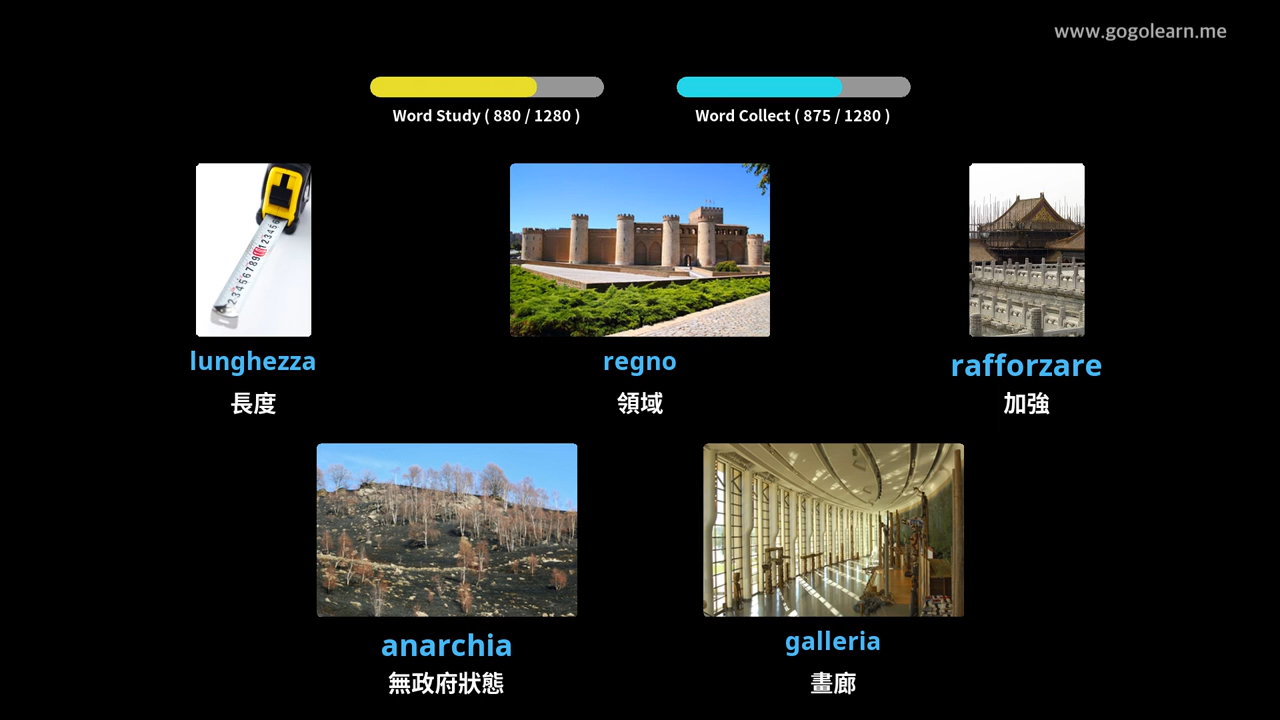 www.gogolearn.me
Word Study ( 880 / 1280 )
Word Collect ( 875 / 1280 )
lunghezza
長度
regno
領域
rafforzare
加強
anarchia
無政府狀態
galleria
畫廊